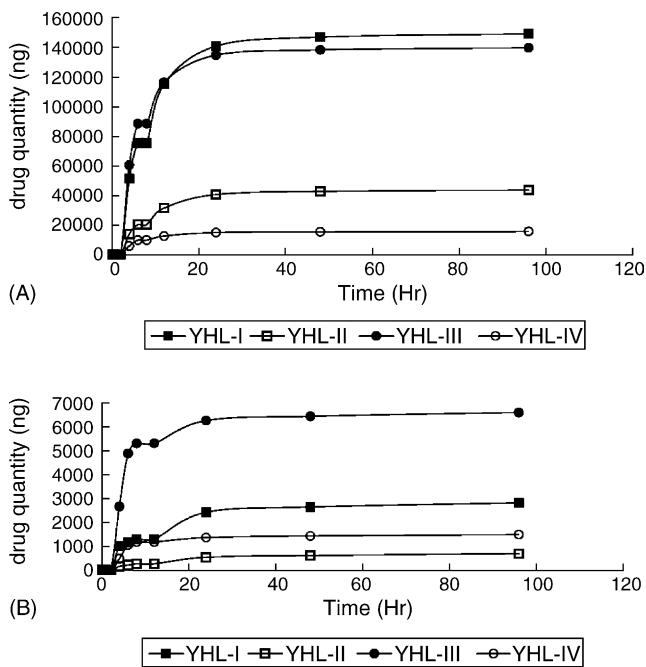 160000
140000
120000
100000
80000
60000
40000
20000
0
drug quantity (ng)
0 20 40 60 80 100 120
(A) Time (Hr)
YHL-I YHL-II YHL-III YHL-IV
7000
6000
5000
4000
3000
2000
1000
0
drug quantity (ng)
0 20 40 60 80 100 120
(B) Time (Hr)
YHL-I YHL-II YHL-III YHL-IV